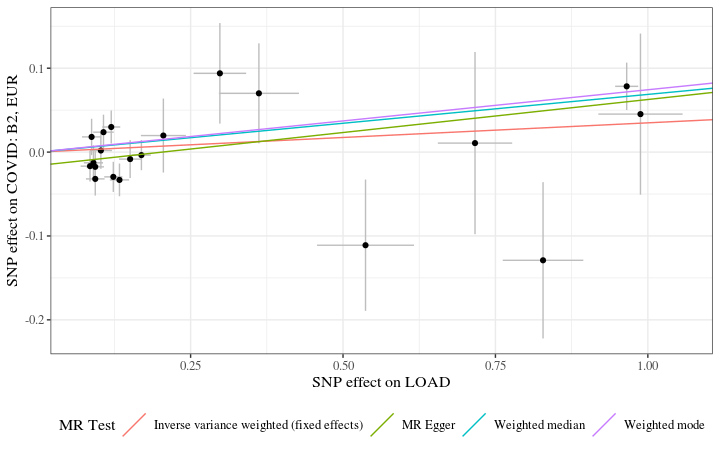 SNP effect on COVID: B2, EUR
0.1
0.0
-0.1
-0.2
0.25 0.50 0.75 1.00
SNP effect on LOAD
MR Test Inverse variance weighted (fixed effects) MR Egger Weighted median Weighted mode